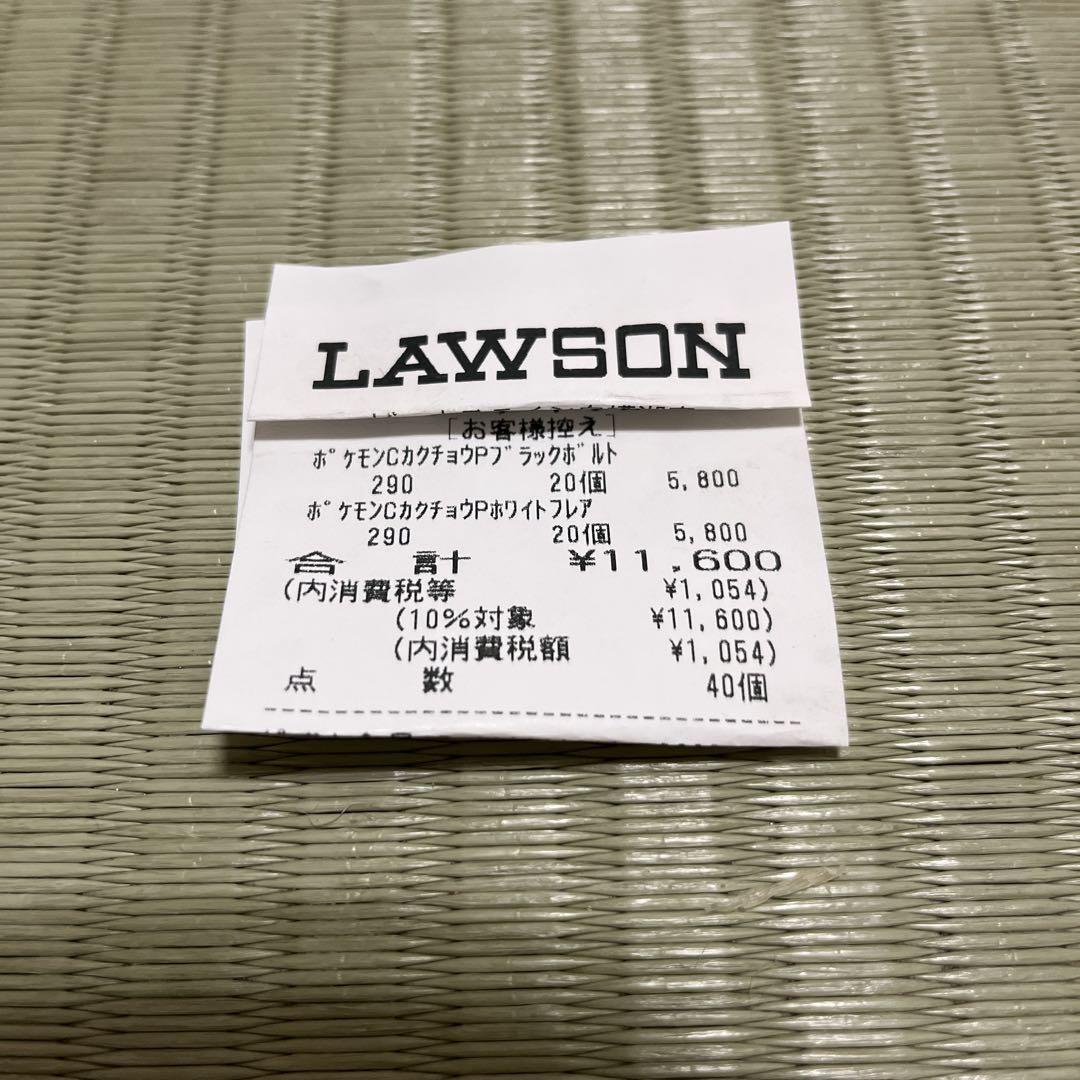 LAWSON
[お客様控え]
ﾎﾟｹﾓﾝCｶｸﾁｮｳPﾌﾞﾗｯｸﾎﾞﾙﾄ
290 20個 5,800
ﾎﾟｹﾓﾝCｶｸﾁｮｳPﾎﾜｲﾄﾌﾚｱ
290 20個 5,800
合 計 ¥11,600
(内消費税等 ¥1,054)
(10%対象 ¥11,600)
(内消費税額 ¥1,054)
点 数 40個